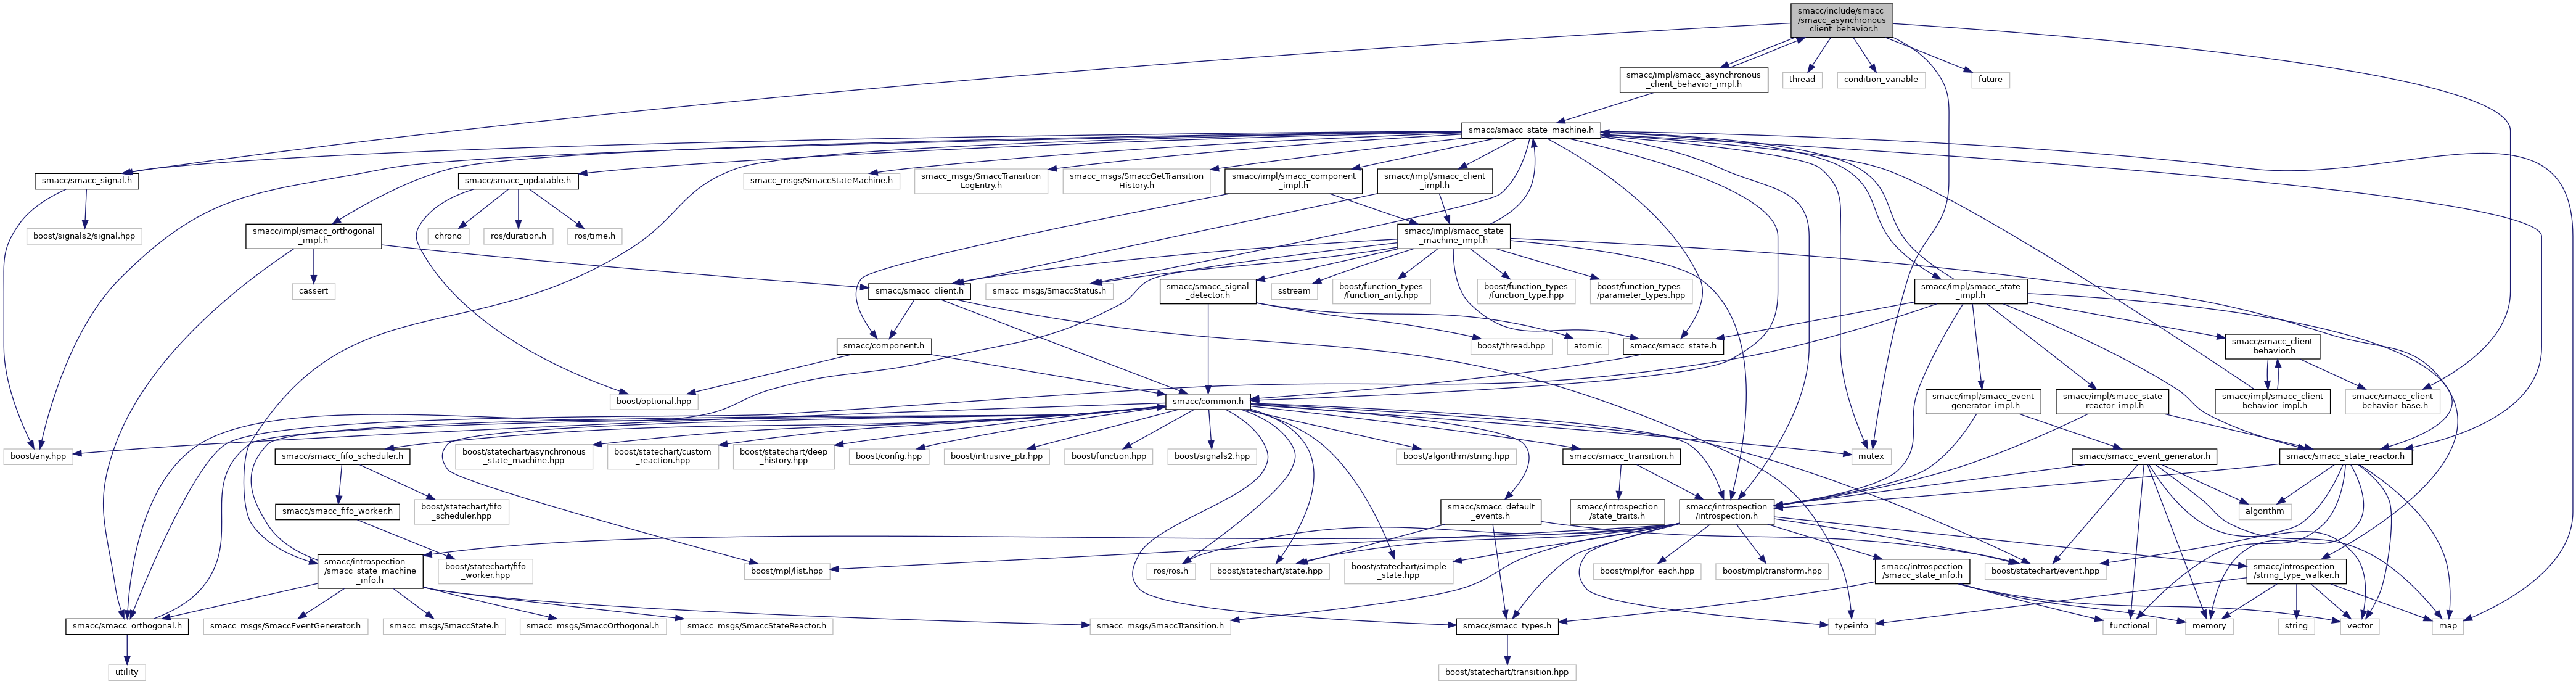 smacc/include/smacc
/smacc_asynchronous
_client_behavior.h
smacc/impl/smacc_asynchronous
_client_behavior_impl.h
thread
condition_variable
future
smacc/smacc_state_machine.h
smacc/smacc_signal.h
smacc/smacc_updatable.h
smacc_msgs/SmaccStateMachine.h
smacc_msgs/SmaccTransition
LogEntry.h
smacc_msgs/SmaccGetTransition
History.h
smacc/impl/smacc_component
_impl.h
smacc/impl/smacc_client
_impl.h
boost/signals2/signal.hpp
smacc/impl/smacc_orthogonal
_impl.h
chrono
ros/duration.h
ros/time.h
smacc/impl/smacc_state
_machine_impl.h
cassert
smacc/smacc_client.h
smacc_msgs/SmaccStatus.h
smacc/smacc_signal
_detector.h
sstream
boost/function_types
/function_arity.hpp
boost/function_types
/function_type.hpp
boost/function_types
/parameter_types.hpp
smacc/impl/smacc_state
_impl.h
smacc/component.h
boost/thread.hpp
atomic
smacc/smacc_state.h
smacc/smacc_client
_behavior.h
boost/optional.hpp
smacc/common.h
smacc/impl/smacc_event
_generator_impl.h
smacc/impl/smacc_state
_reactor_impl.h
smacc/impl/smacc_client
_behavior_impl.h
smacc/smacc_client
_behavior_base.h
boost/any.hpp
smacc/smacc_fifo_scheduler.h
boost/statechart/asynchronous
_state_machine.hpp
boost/statechart/custom
_reaction.hpp
boost/statechart/deep
_history.hpp
boost/config.hpp
boost/intrusive_ptr.hpp
boost/function.hpp
boost/signals2.hpp
boost/algorithm/string.hpp
smacc/smacc_transition.h
mutex
smacc/smacc_event_generator.h
smacc/smacc_state_reactor.h
smacc/smacc_fifo_worker.h
boost/statechart/fifo
_scheduler.hpp
smacc/smacc_default
_events.h
smacc/introspection
/state_traits.h
smacc/introspection
/introspection.h
algorithm
smacc/introspection
/smacc_state_machine
_info.h
boost/statechart/fifo
_worker.hpp
boost/mpl/list.hpp
ros/ros.h
boost/statechart/state.hpp
boost/statechart/simple
_state.hpp
boost/mpl/for_each.hpp
boost/mpl/transform.hpp
smacc/introspection
/smacc_state_info.h
boost/statechart/event.hpp
smacc/introspection
/string_type_walker.h
smacc/smacc_orthogonal.h
smacc_msgs/SmaccEventGenerator.h
smacc_msgs/SmaccState.h
smacc_msgs/SmaccOrthogonal.h
smacc_msgs/SmaccStateReactor.h
smacc_msgs/SmaccTransition.h
smacc/smacc_types.h
typeinfo
functional
memory
string
vector
map
utility
boost/statechart/transition.hpp